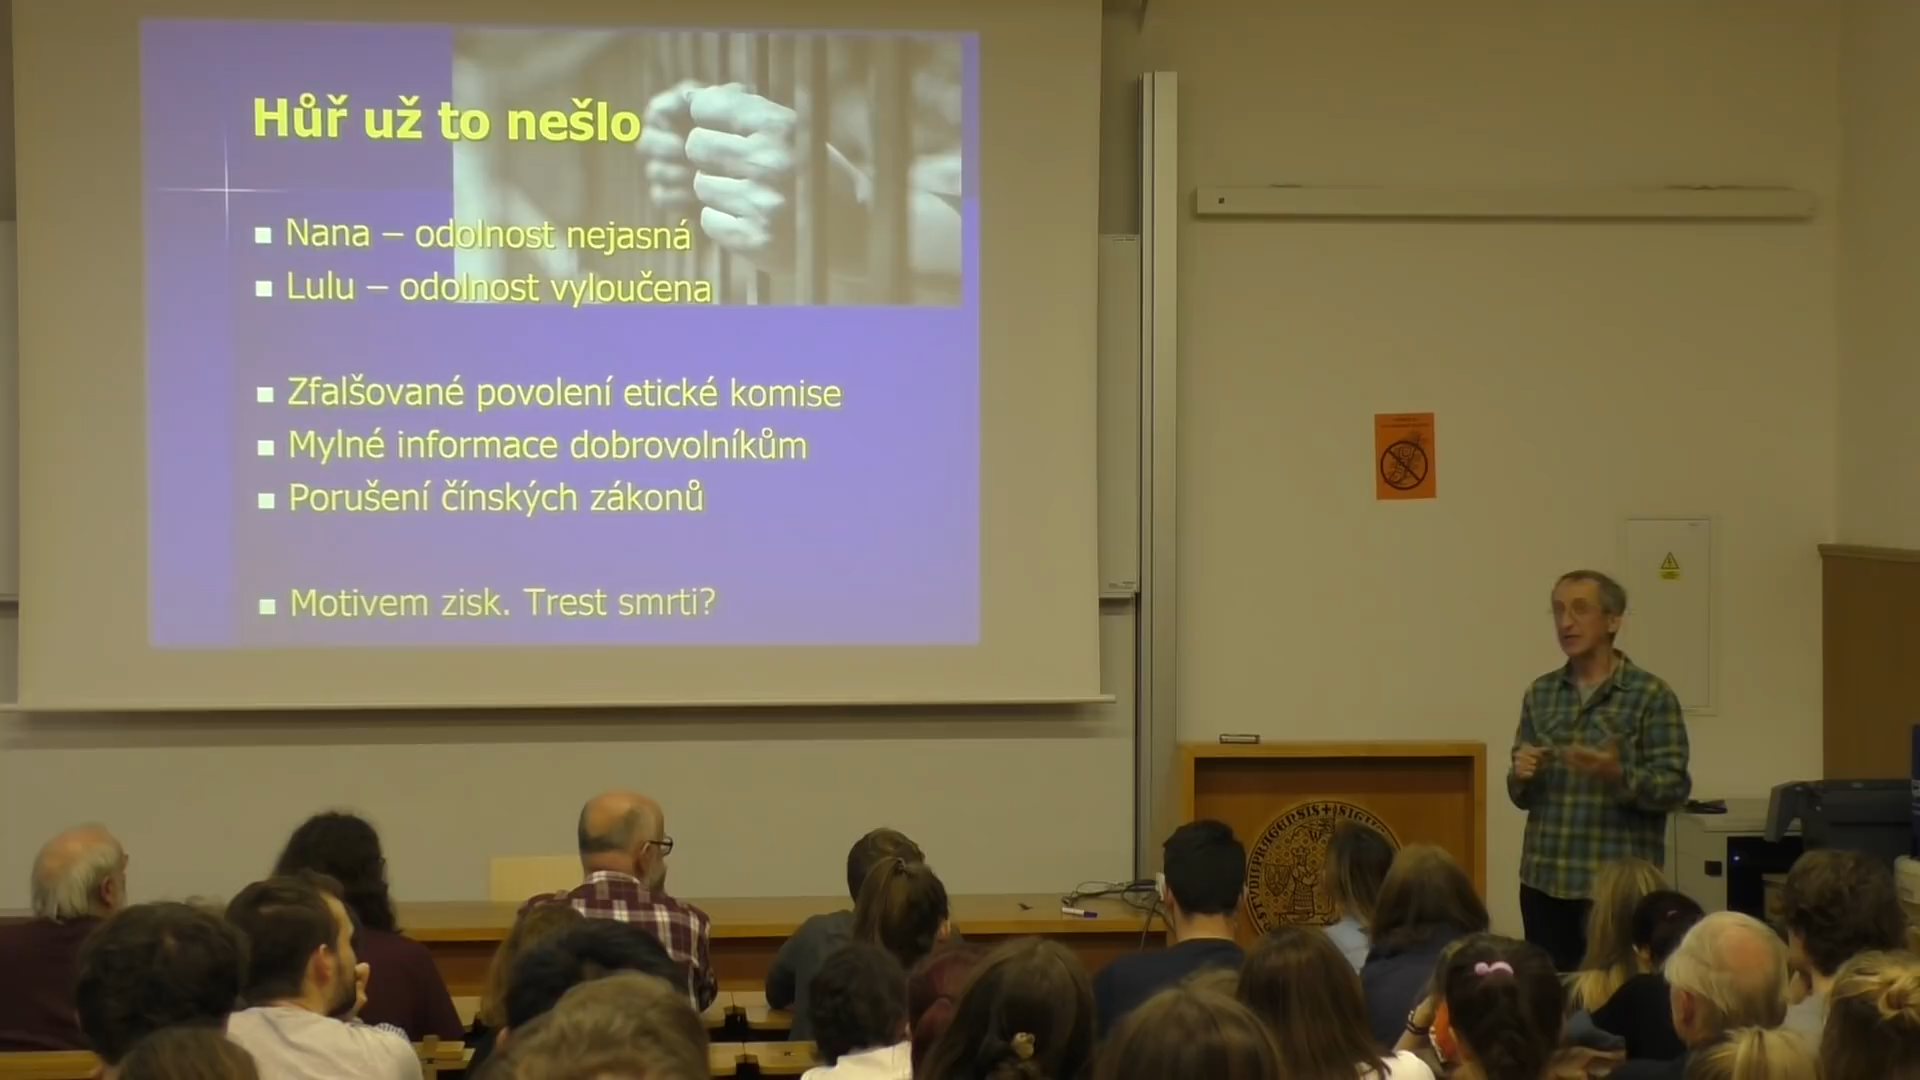 Hůř už to nešlo
Nana – odolnost nejasná
Lulu – odolnost vyloučena
Zfalšované povolení etické komise
Mylné informace dobrovolníkům
Porušení čínských zákonů
Motivem zisk. Trest smrti?